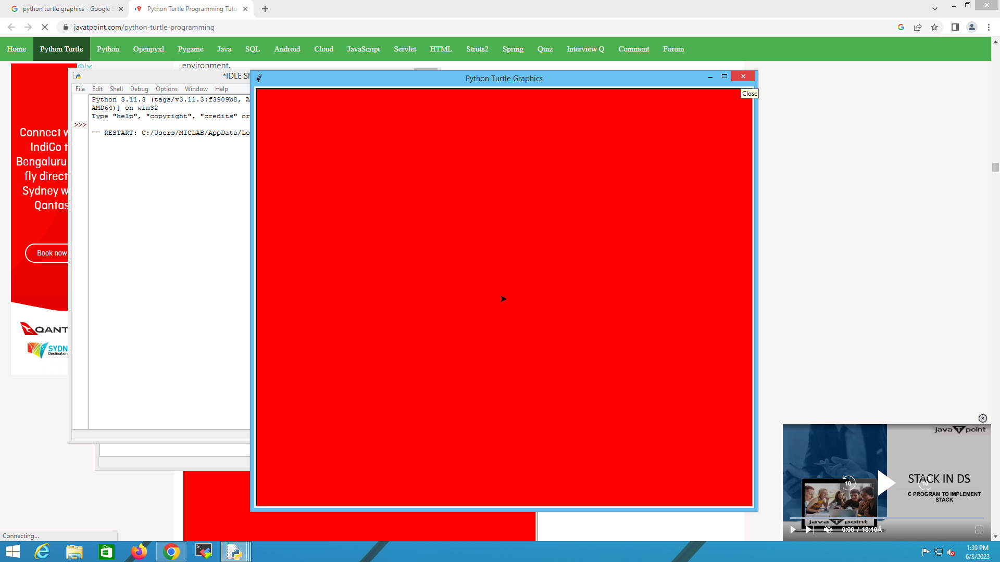 python turtle graphics - Google S
Python Turtle Programming Tuto
javatpoint.com/python-turtle-programming
Home Python Turtle Python Openpyxl Pygame Java SQL Android Cloud JavaScript Servlet HTML Struts2 Spring Quiz Interview Q Comment Forum
environment.
*IDLE Sh
File Edit Shell Debug Options Window Help
Python 3.11.3 (tags/v3.11.3:f3909b8, A
AMD64)] on win32
Type "help", "copyright", "credits" or
>>>
== RESTART: C:/Users/MICLAB/AppData/Lo
Python Turtle Graphics
Close
Connect w
IndiGo t
Bengaluru
fly direct
Sydney w
Qantas
Book now
QANT
SYDN
Destination
java T point
STACK IN DS
C PROGRAM TO IMPLEMENT
STACK
10
10
java T point
0:00 / 18:10Â
Connecting...
1:39 PM
6/3/2023